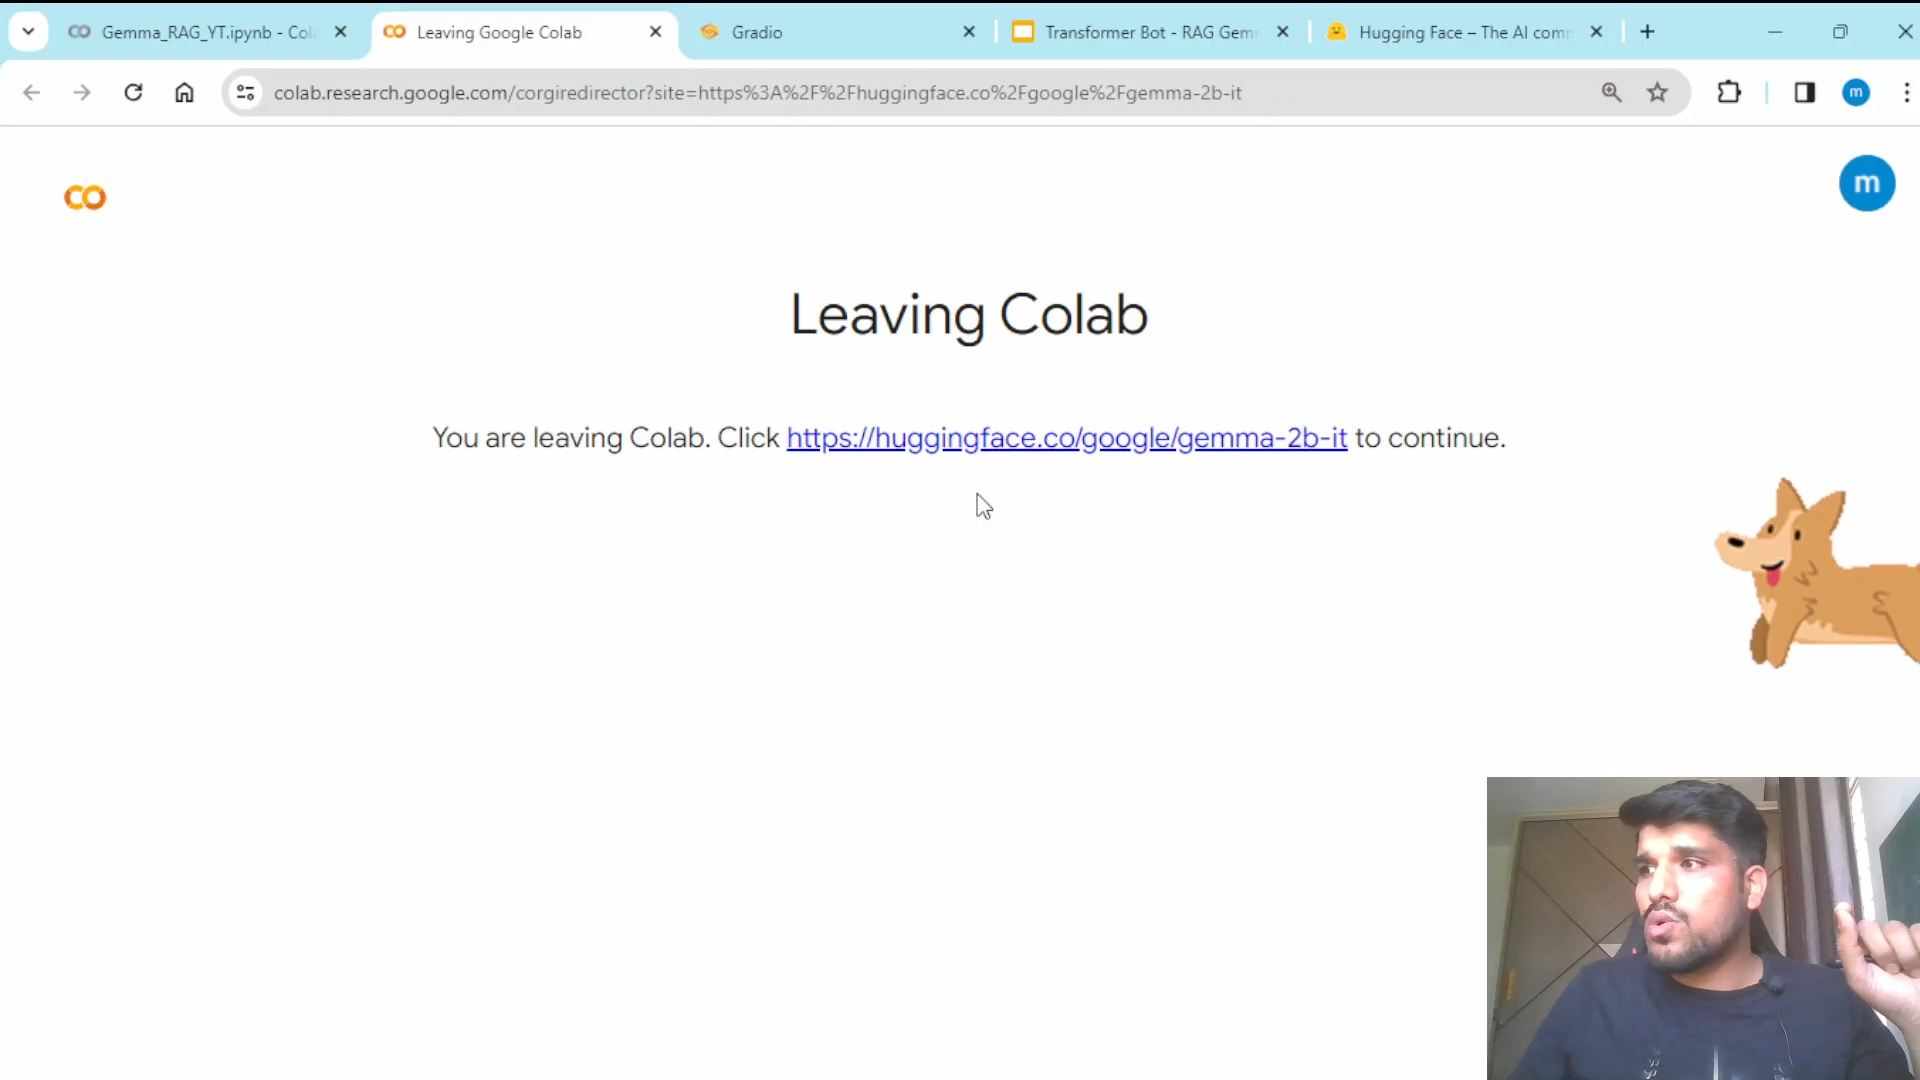 Gemma_RAG_YT.ipynb - Col
Leaving Google Colab
Gradio
Transformer Bot - RAG Gem
Hugging Face – The AI com
colab.research.google.com/corgiredirector?site=https%3A%2F%2Fhuggingface.co%2Fgoogle%2Fgemma-2b-it
m
CO
m
Leaving Colab
You are leaving Colab. Click https://huggingface.co/google/gemma-2b-it to continue.